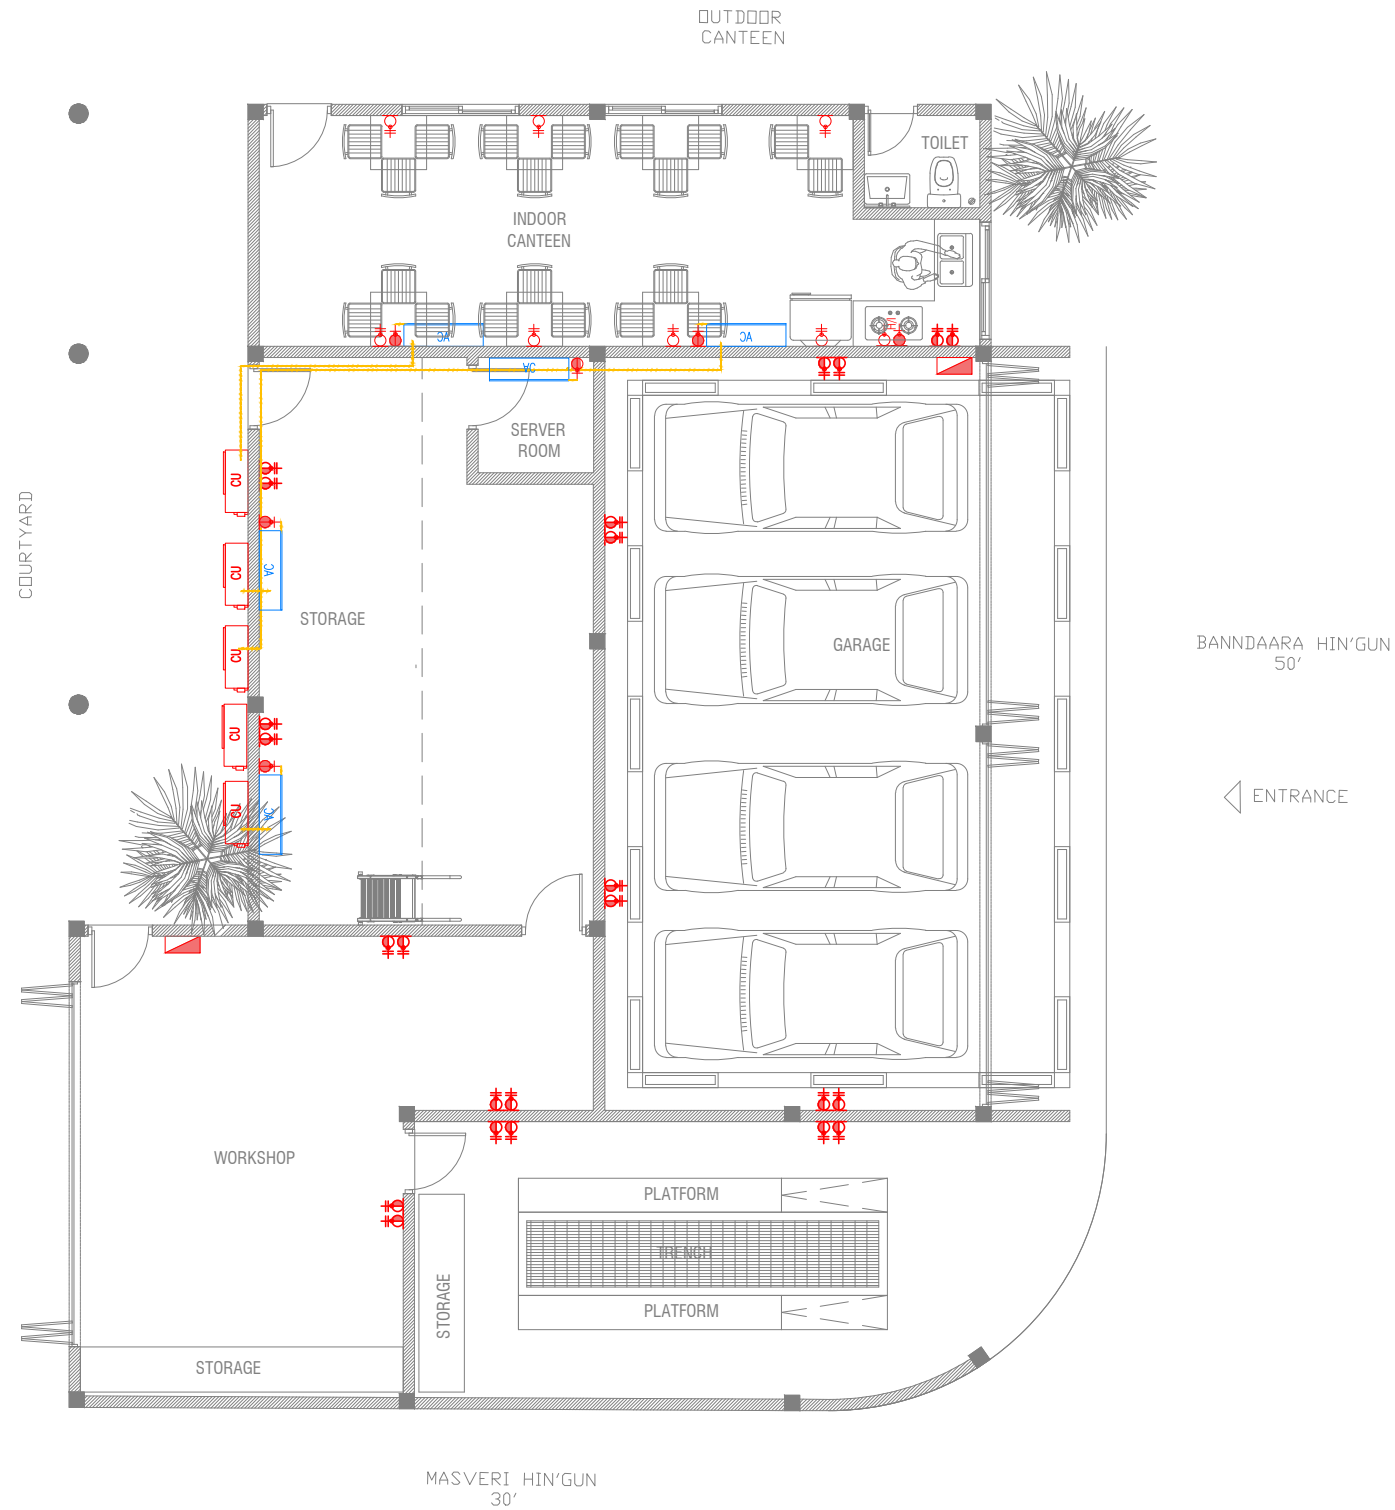 OUTDOOR
CANTEEN
TOILET
INDOOR
CANTEEN
AC
AC
AC
SERVER
ROOM
CU
COURTYARD
CU
AC
STORAGE
GARAGE
BANNDAARA HIN'GUN
50'
CU
CU
ENTRANCE
CU
AC
WORKSHOP
PLATFORM
TRENCH
PLATFORM
STORAGE
STORAGE
MASVERI HIN'GUN
30'